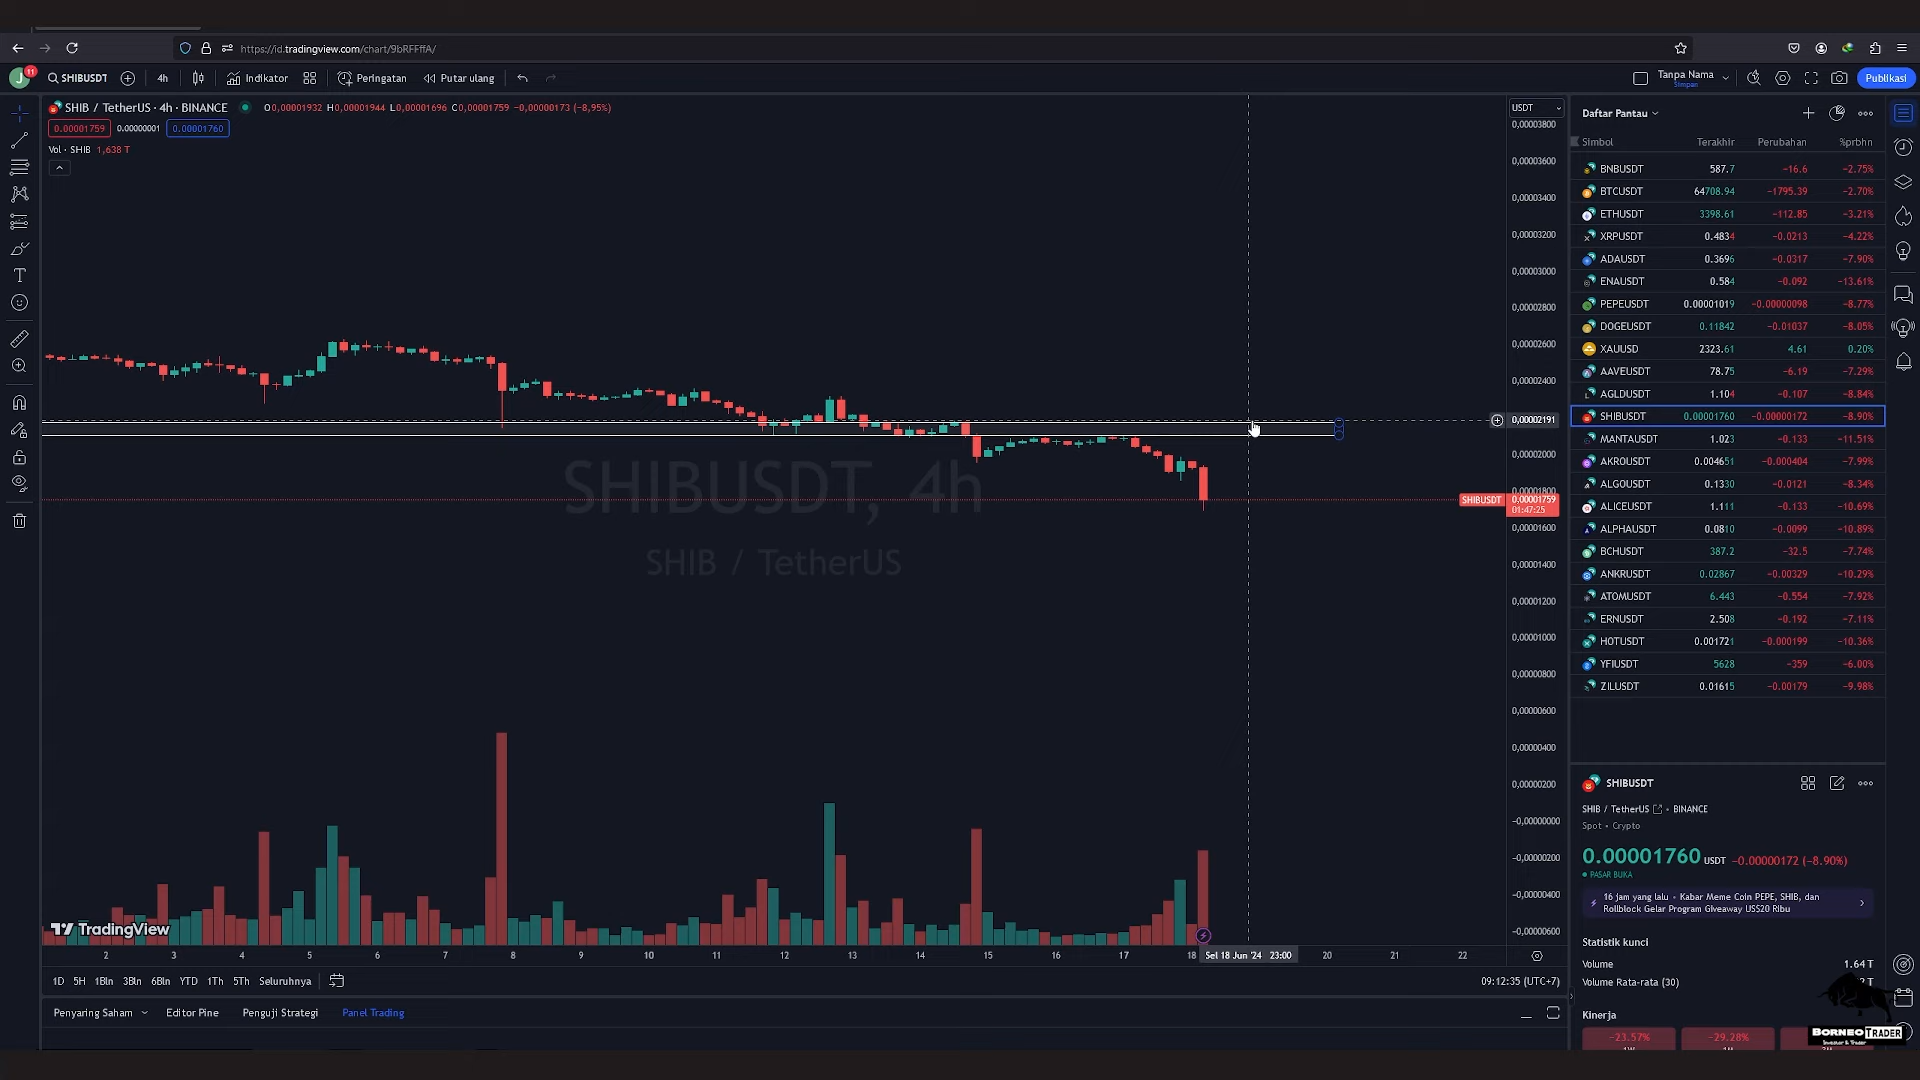 https://id.tradingview.com/chart/9bRFFffA/
J 11 SHIBUSDT 4h Indikator Peringatan Putar ulang Tanpa Nama Simpan Publikasi
SHIB / TetherUS · 4h · BINANCE O0,00001932 H0,00001944 L0,00001696 C0,00001759 −0,00000173 (−8,95%)
0.00001759 0.00000001 0.00001760
Vol · SHIB 1,638 T
SHIBUSDT, 4h
SHIB / TetherUS
USDT
0,00003800
0,00003600
0,00003400
0,00003200
0,00003000
0,00002800
0,00002600
0,00002400
0,00002191
0,00002000
0,00001800
SHIBUSDT 0.00001759
01:47:25
0,00001600
0,00001400
0,00001200
0,00001000
0,00000800
0,00000600
0,00000400
0,00000200
−0,00000000
−0,00000200
−0,00000400
−0,00000600
TradingView
2 3 4 5 6 7 8 9 10 11 12 13 14 15 16 17 18 Sel 18 Jun '24 23:00 20 21 22
1D 5H 1Bln 3Bln 6Bln YTD 1Th 5Th Seluruhnya 09:12:35 (UTC+7)
Penyaring Saham Editor Pine Penguji Strategi Panel Trading
Daftar Pantau
Simbol Terakhir Perubahan %prbhn
BNBUSDT 587.7 −16.6 −2.75%
BTCUSDT 64708.94 −1795.39 −2.70%
ETHUSDT 3398.61 −112.85 −3.21%
XRPUSDT 0.4834 −0.0213 −4.22%
ADAUSDT 0.3696 −0.0317 −7.90%
ENAUSDT 0.584 −0.092 −13.61%
PEPEUSDT 0.00001019 −0.00000098 −8.77%
DOGEUSDT 0.11842 −0.01037 −8.05%
XAUUSD 2323.61 4.61 0.20%
AAVEUSDT 78.75 −6.19 −7.29%
AGLDUSDT 1.104 −0.107 −8.84%
SHIBUSDT 0.00001760 −0.00000172 −8.90%
MANTAUSDT 1.023 −0.133 −11.51%
AKROUSDT 0.004651 −0.000404 −7.99%
ALGOUSDT 0.1330 −0.0121 −8.34%
ALICEUSDT 1.111 −0.133 −10.69%
ALPHAUSDT 0.0810 −0.0099 −10.89%
BCHUSDT 387.2 −32.5 −7.74%
ANKRUSDT 0.02867 −0.00329 −10.29%
ATOMUSDT 6.443 −0.554 −7.92%
ERNUSDT 2.508 −0.192 −7.11%
HOTUSDT 0.001721 −0.000199 −10.36%
YFIUSDT 5628 −359 −6.00%
ZILUSDT 0.01615 −0.00179 −9.98%
SHIBUSDT
SHIB / TetherUS • BINANCE
Spot • Crypto
0.00001760 USDT −0.00000172 (−8.90%)
PASAR BUKA
16 jam yang lalu • Kabar Meme Coin PEPE, SHIB, dan
Rollblock Gelar Program Giveaway US$20 Ribu
Statistik kunci
Volume 1.64 T
Volume Rata-rata (30) T
Kinerja
−23.57% −29.28%
BORNEO TRADER
Investor & Trader